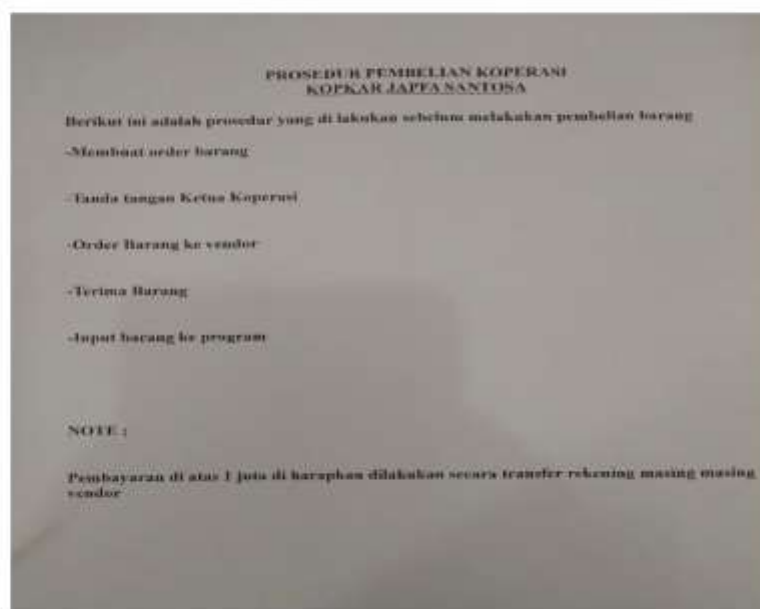 PROSEDUR PEMBELIAN KOPERASI
KOPKAR JAPFA SANTOSA
Berikut ini adalah prosedur yang di lakukan sebelum melakukan pembelian barang
-Membuat order barang
-Tanda tangan Ketua Koperasi
-Order Barang ke vendor
-Terima Barang
-Input barang ke program
NOTE :
Pembayaran di atas 1 juta di harapkan dilakukan secara transfer rekening masing masing
vendor